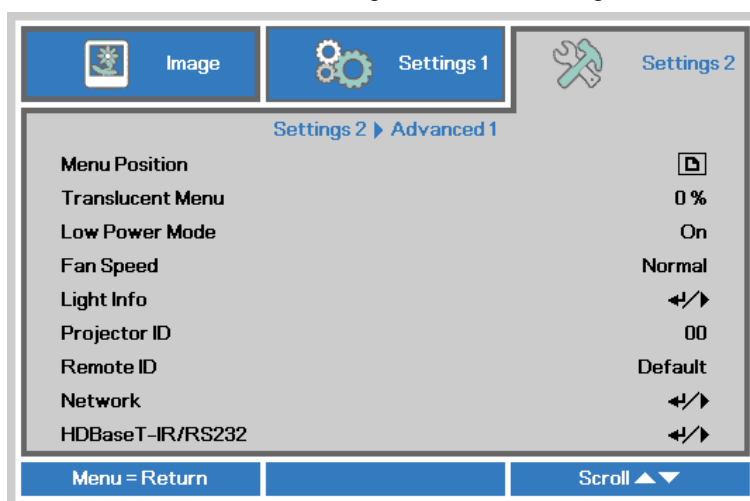 Image Settings 1 Settings 2
Settings 2 Advanced 1
Menu Position
Translucent Menu 0 %
Low Power Mode On
Fan Speed Normal
Light Info
Projector ID 00
Remote ID Default
Network
HDBaseT-IR/RS232
Menu = Return Scroll